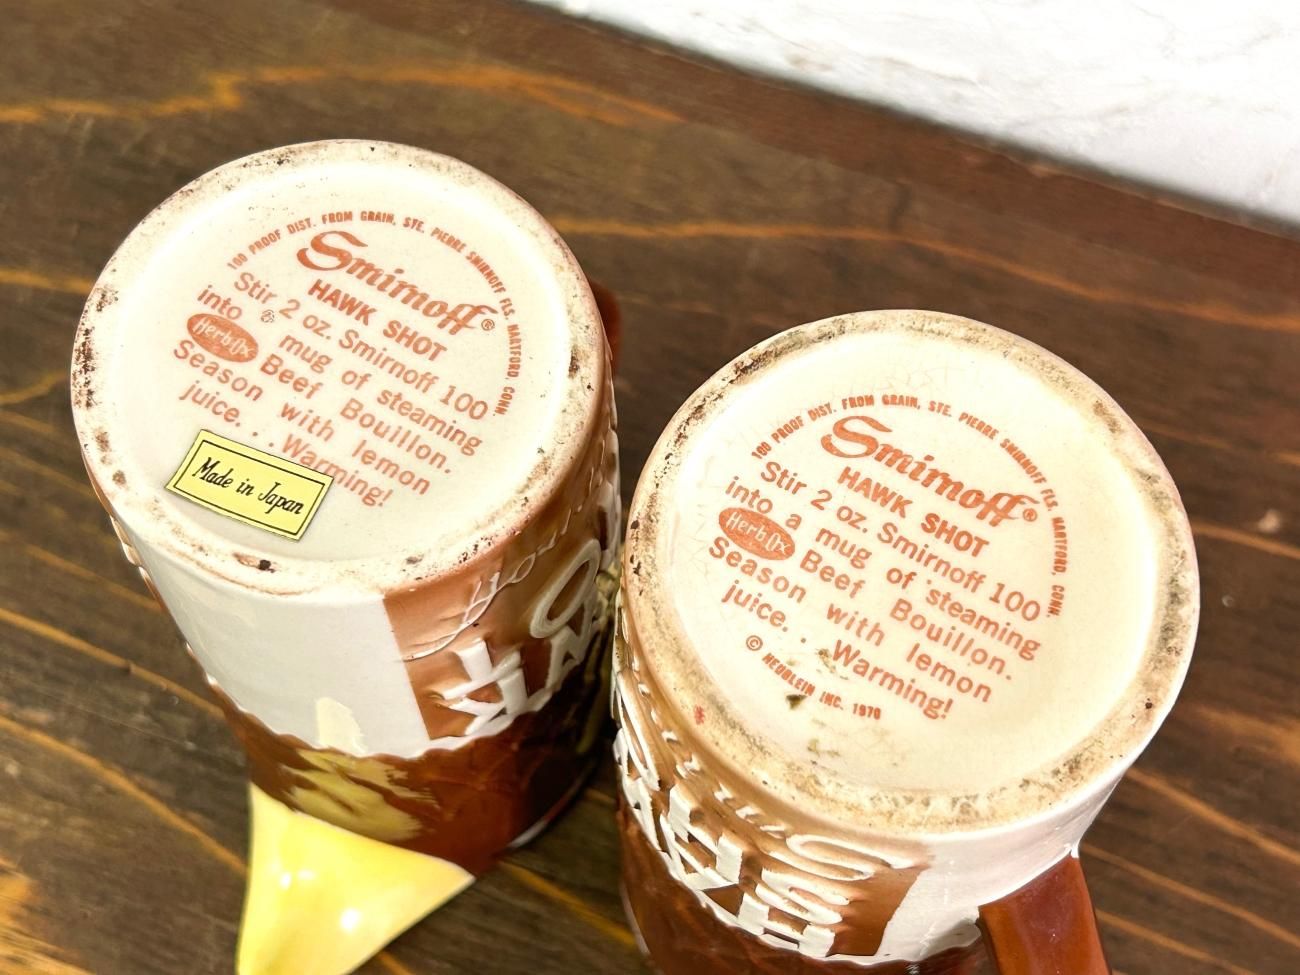 100 PROOF DIST. FROM GRAIN, STE. PIERRE SMIRNOFF FLS. HARTFORD, CONN.
Smirnoff®
HAWK SHOT
Stir 2 oz. Smirnoff 100
into a mug of steaming
Herb-Ox Beef Bouillon.
Season with lemon
juice. . . Warming!
Made in Japan
100 PROOF DIST. FROM GRAIN, STE. PIERRE SMIRNOFF FLS. HARTFORD, CONN.
Smirnoff®
HAWK SHOT
Stir 2 oz. Smirnoff 100
into a mug of steaming
Herb-Ox Beef Bouillon.
Season with lemon
juice. . . Warming!
© HEUBLEIN INC. 1970